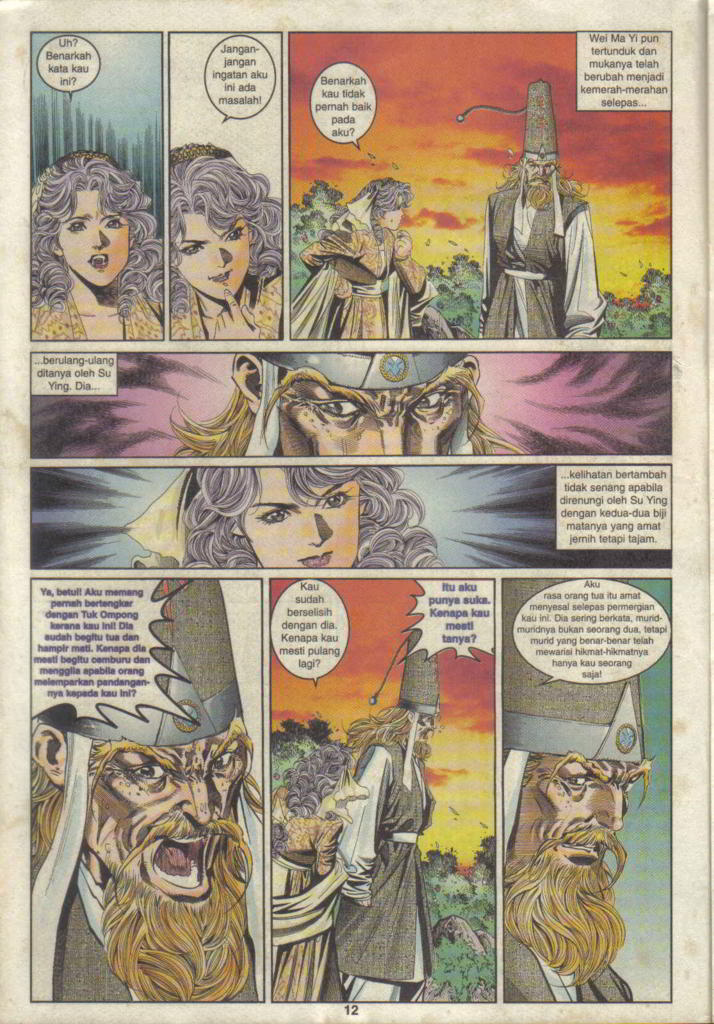 Uh?
Benarkah
kata kau
ini?
Jangan-
jangan
ingatan aku
ini ada
masalah!
Benarkah
kau tidak
pernah baik
pada
aku?
Wei Ma Yi pun
tertunduk dan
mukanya telah
berubah menjadi
kemerah-merahan
selepas...
...berulang-ulang
ditanya oleh Su
Ying. Dia...
...kelihatan bertambah
tidak senang apabila
direnungi oleh Su Ying
dengan kedua-dua biji
matanya yang amat
jernih tetapi tajam.
Ya, betul! Aku memang
pernah bertengkar
dengan Tuk Ompong
kerana kau ini! Dia
sudah begitu tua dan
hampir mati. Kenapa dia
mesti begitu cemburu dan
menggila apabila orang
melemparkan pandangan-
nya kepada kau ini?
Kau
sudah
berselisih
dengan dia.
Kenapa kau
mesti pulang
lagi?
Itu aku
punya suka.
Kenapa kau
mesti
tanya?
Aku
rasa orang tua itu amat
menyesal selepas permergian
kau ini. Dia sering berkata, murid-
muridnya bukan seorang dua, tetapi
murid yang benar-benar telah
mewarisi hikmat-hikmatnya
hanya kau seorang
saja!
12